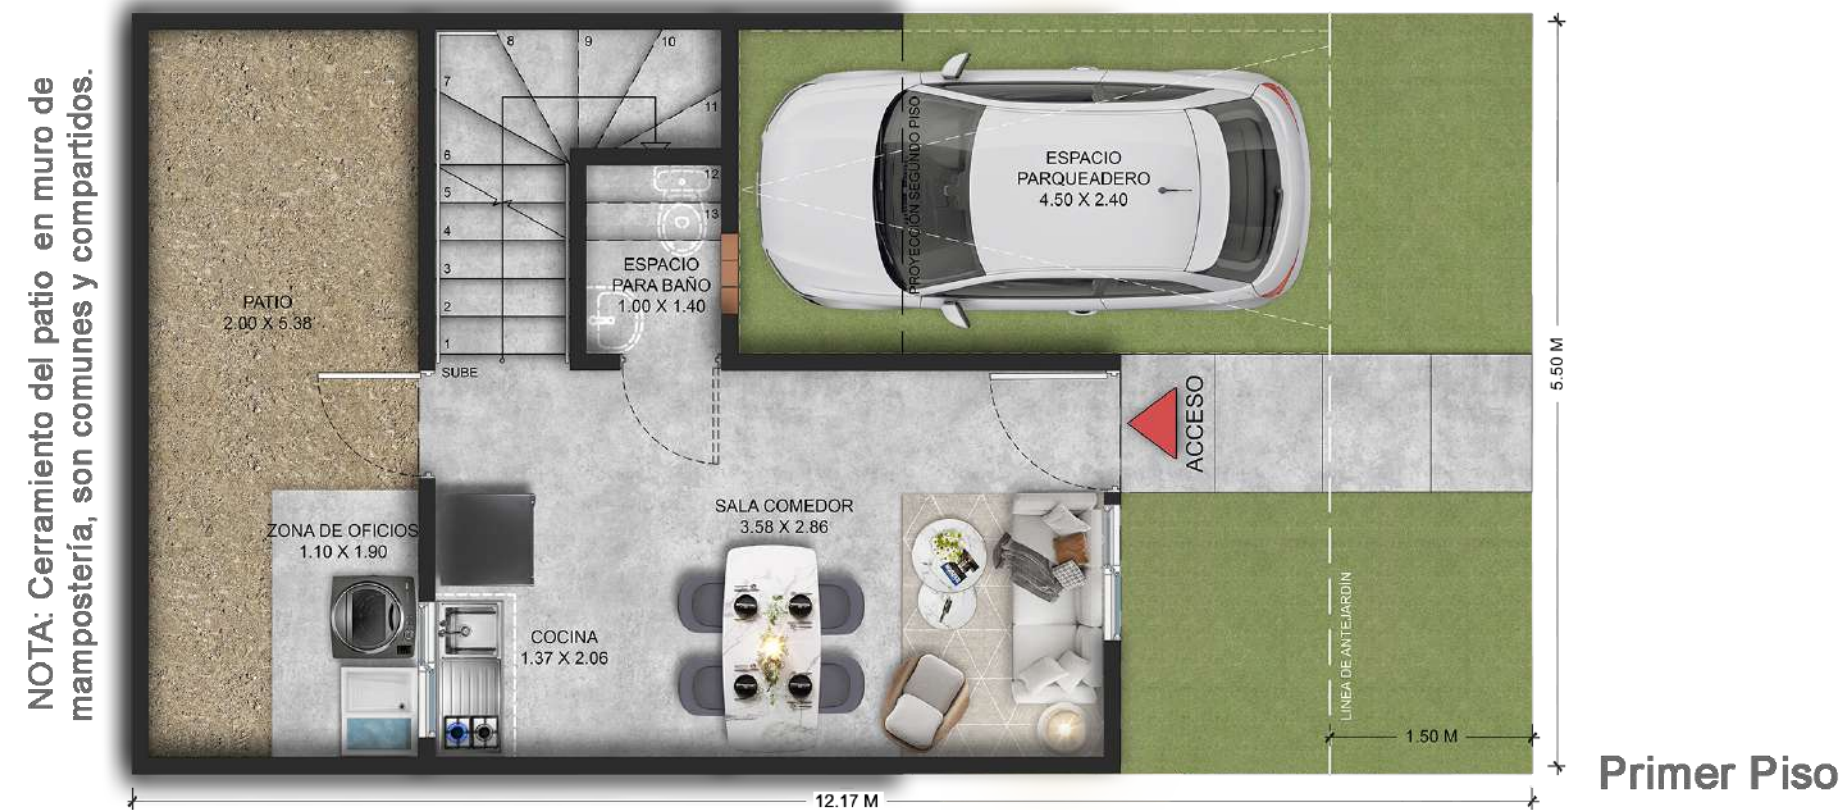 NOTA: Cerramiento del patio en muro de
mampostería, son comunes y compartidos.
8
9
10
7
11
6
12
5
13
4
3
2
1
SUBE
PATIO
2.00 X 5.38
ESPACIO
PARA BAÑO
1.00 X 1.40
PROYECCIÓN SEGUNDO PISO
ESPACIO
PARQUEADERO
4.50 X 2.40
ACCESO
5.50 M
ZONA DE OFICIOS
1.10 X 1.90
SALA COMEDOR
3.58 X 2.86
COCINA
1.37 X 2.06
LINEA DE ANTEJARDÍN
1.50 M
12.17 M
Primer Piso